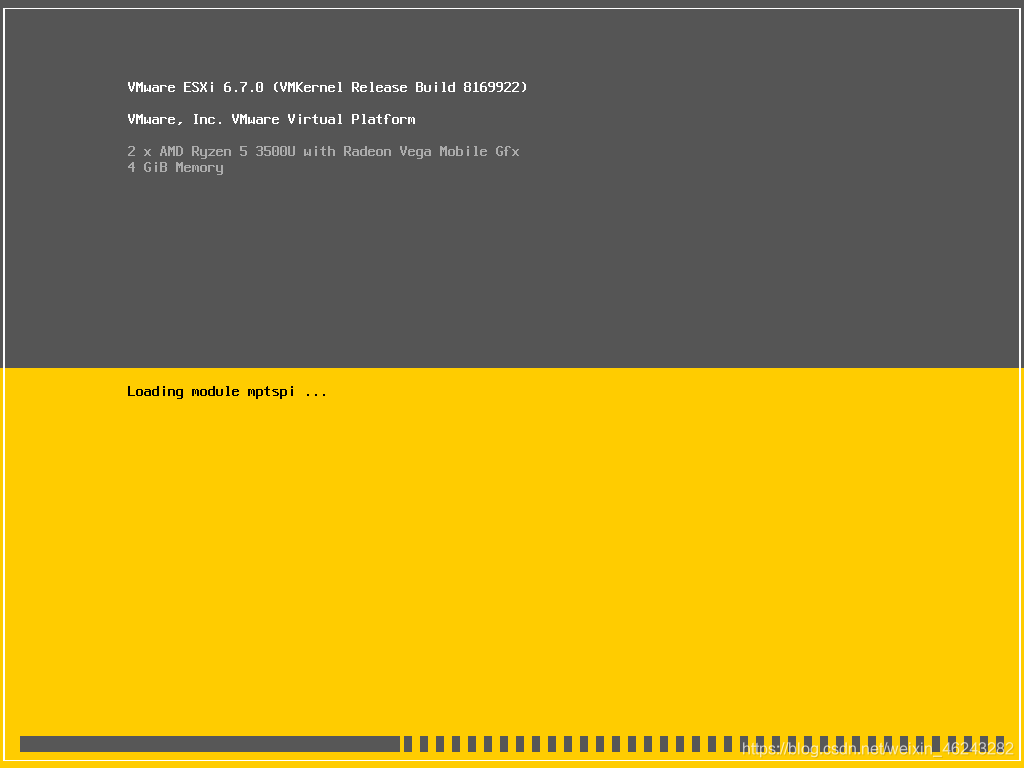 VMware ESXi 6.7.0 (VMKernel Release Build 8169922)
VMware, Inc. VMware Virtual Platform
2 x AMD Ryzen 5 3500U with Radeon Vega Mobile Gfx
4 GiB Memory
Loading module mptspi ...
https://blog.csdn.net/weixin_46243282